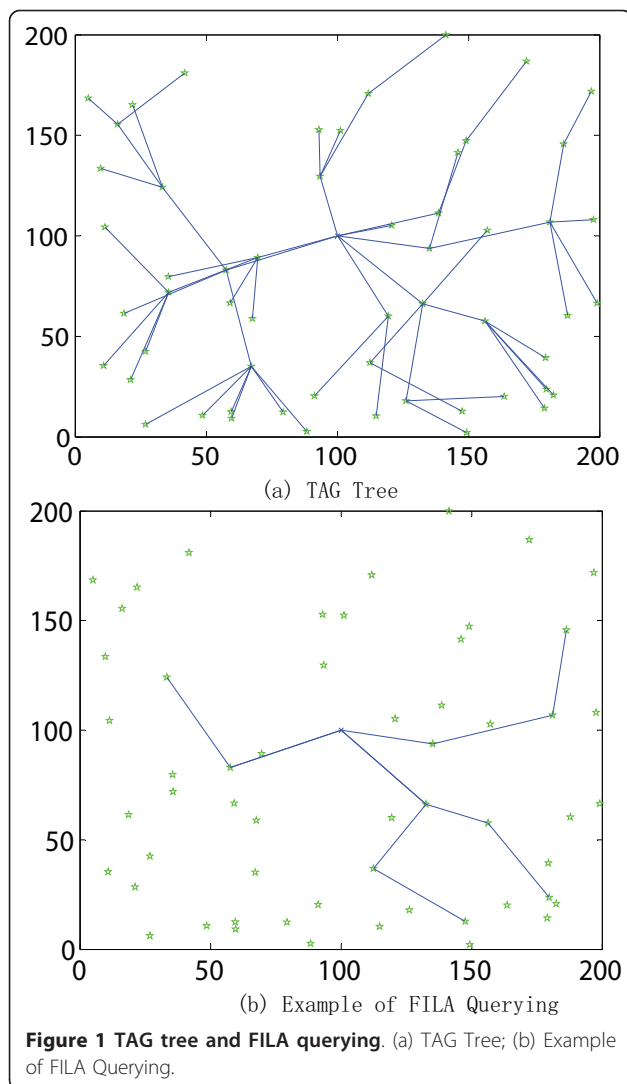 200
150
100
50
0
0 50 100 150 200
(a) TAG Tree
200
150
100
50
0
0 50 100 150 200
(b) Example of FILA Querying
Figure 1 TAG tree and FILA querying. (a) TAG Tree; (b) Example
of FILA Querying.